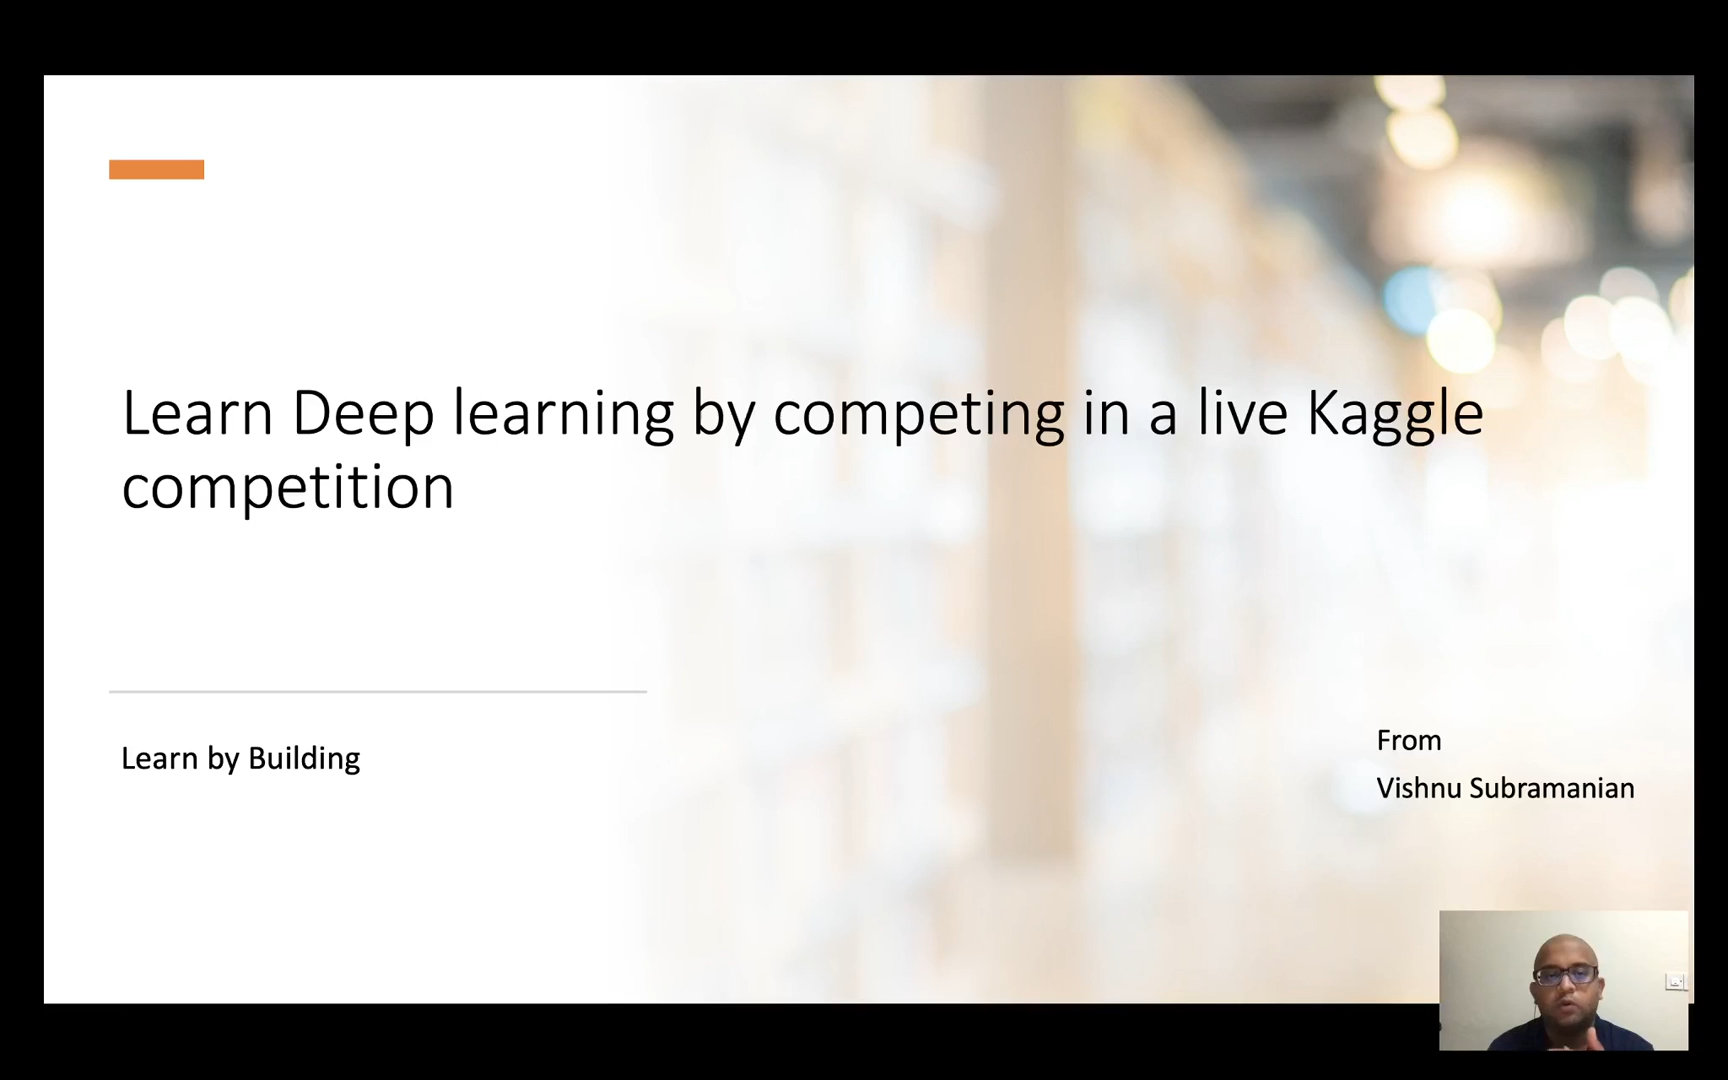 Learn Deep learning by competing in a live Kaggle
competition
Learn by Building
From
Vishnu Subramanian